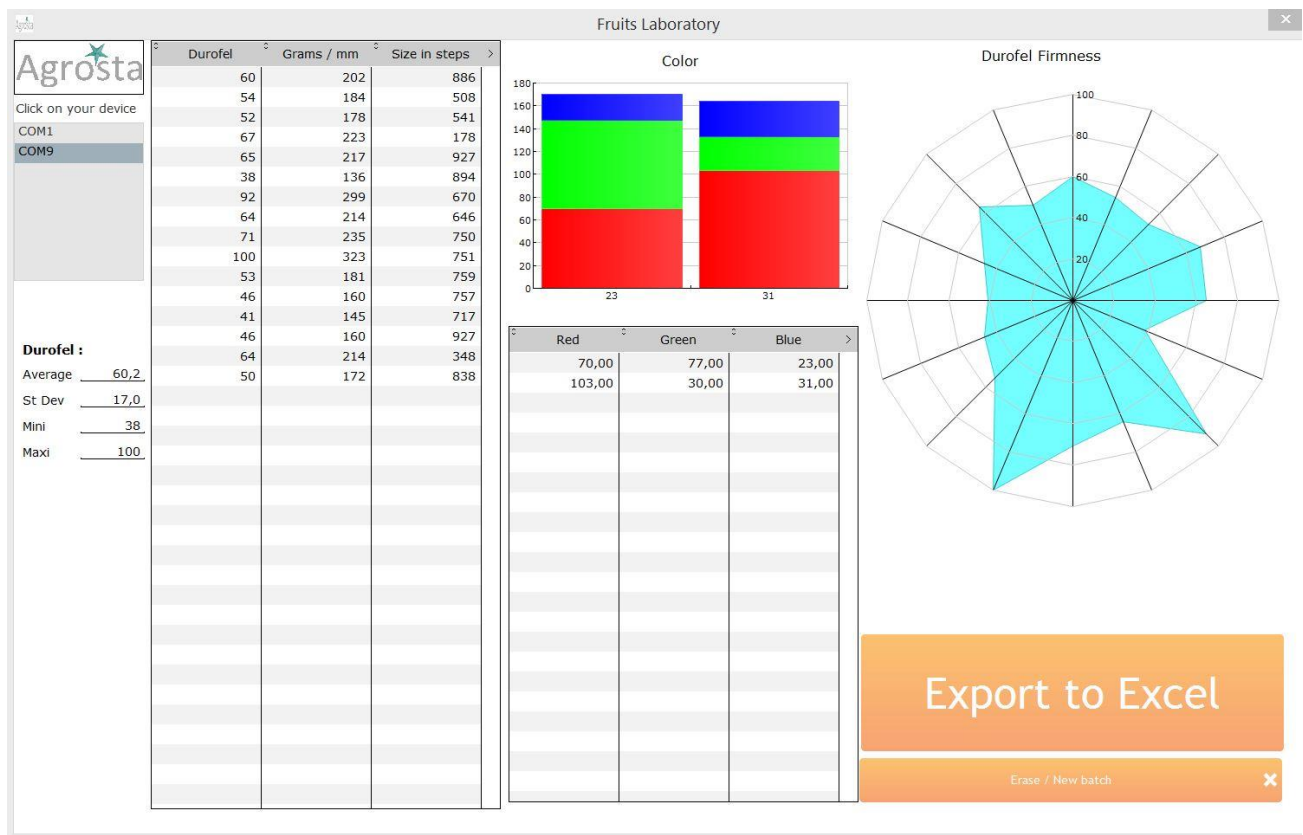 Fruits Laboratory
Agrosta
Click on your device
COM1
COM9
Durofel :
Average 60,2
St Dev 17,0
Mini 38
Maxi 100
Durofel Grams / mm Size in steps >
60 202 886
54 184 508
52 178 541
67 223 178
65 217 927
38 136 894
92 299 670
64 214 646
71 235 750
100 323 751
53 181 759
46 160 757
41 145 717
46 160 927
64 214 348
50 172 838
Color
180
160
140
120
100
80
60
40
20
0
23 31
Red Green Blue >
70,00 77,00 23,00
103,00 30,00 31,00
Durofel Firmness
100
80
60
40
20
Export to Excel
Erase / New batch